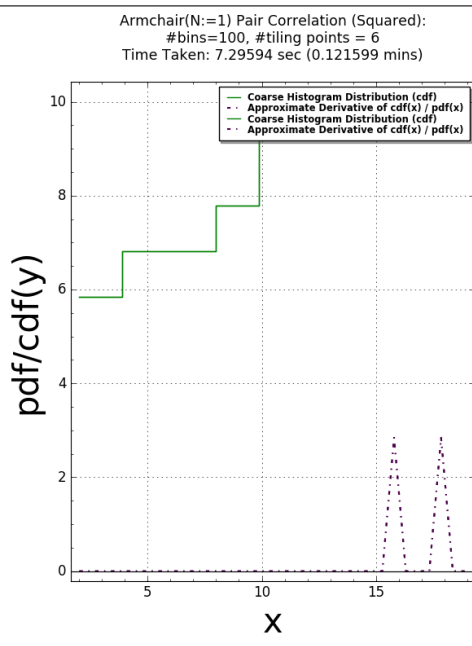 Armchair(N:=1) Pair Correlation (Squared):
#bins=100, #tiling points = 6
Time Taken: 7.29594 sec (0.121599 mins)
Coarse Histogram Distribution (cdf)
Approximate Derivative of cdf(x) / pdf(x)
Coarse Histogram Distribution (cdf)
Approximate Derivative of cdf(x) / pdf(x)
10
8
6
4
2
0
pdf/cdf(y)
5 10 15
x